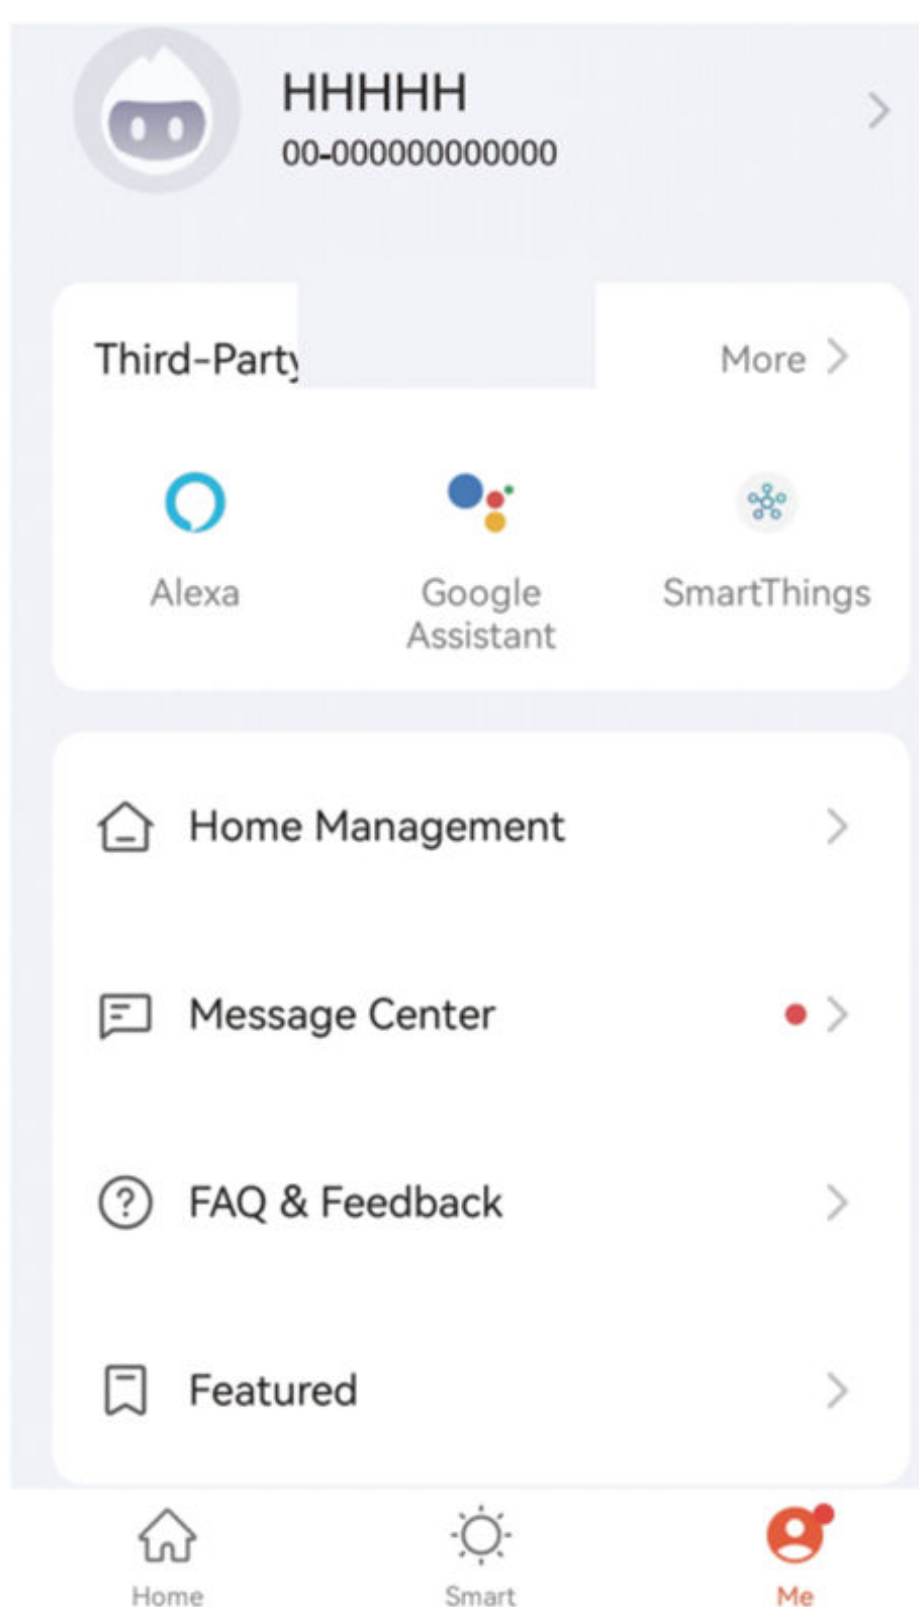 HHHHH
00-000000000000
Third-Party
More
Alexa
Google
Assistant
SmartThings
Home Management
Message Center
FAQ & Feedback
Featured
Home
Smart
Me